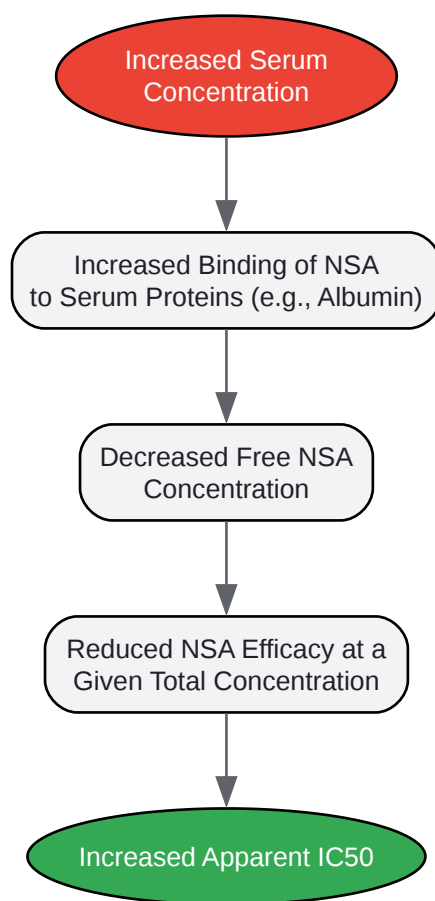 Increased Serum
Concentration
Increased Binding of NSA
to Serum Proteins (e.g., Albumin)
Decreased Free NSA
Concentration
Reduced NSA Efficacy at a
Given Total Concentration
Increased Apparent IC50